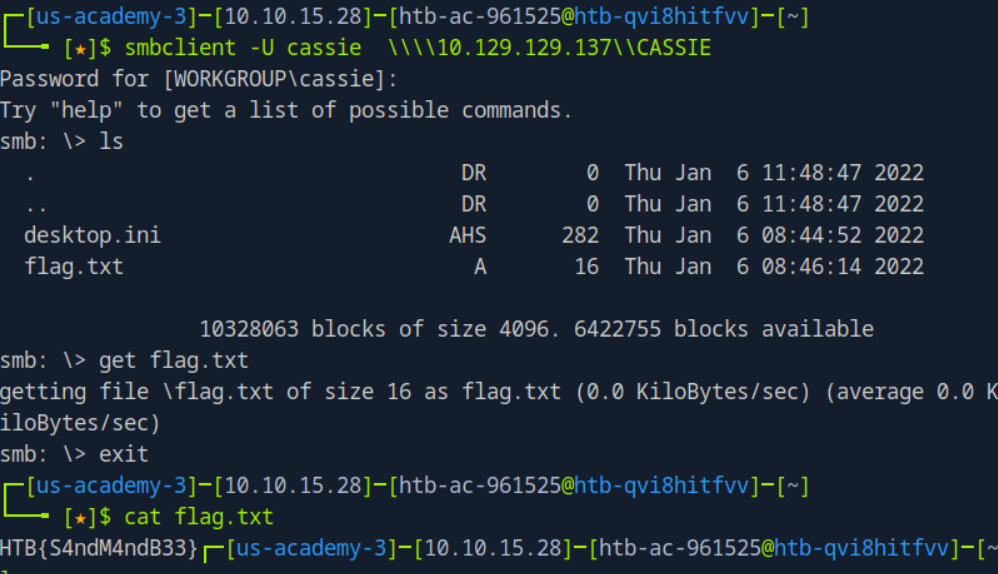 ┌─[us-academy-3]─[10.10.15.28]─[htb-ac-961525@htb-qvi8hitfvv]─[~]
└──╼ [★]$ smbclient -U cassie  \\\\10.129.129.137\\CASSIE
Password for [WORKGROUP\cassie]:
Try "help" to get a list of possible commands.
smb: \> ls
  .                                  DR        0  Thu Jan  6 11:48:47 2022
  ..                                 DR        0  Thu Jan  6 11:48:47 2022
  desktop.ini                       AHS      282  Thu Jan  6 08:44:52 2022
  flag.txt                            A       16  Thu Jan  6 08:46:14 2022
                10328063 blocks of size 4096. 6422755 blocks available
smb: \> get flag.txt
getting file \flag.txt of size 16 as flag.txt (0.0 KiloBytes/sec) (average 0.0 K
iloBytes/sec)
smb: \> exit
┌─[us-academy-3]─[10.10.15.28]─[htb-ac-961525@htb-qvi8hitfvv]─[~]
└──╼ [★]$ cat flag.txt
HTB{S4ndM4ndB33}┌─[us-academy-3]─[10.10.15.28]─[htb-ac-961525@htb-qvi8hitfvv]─[~